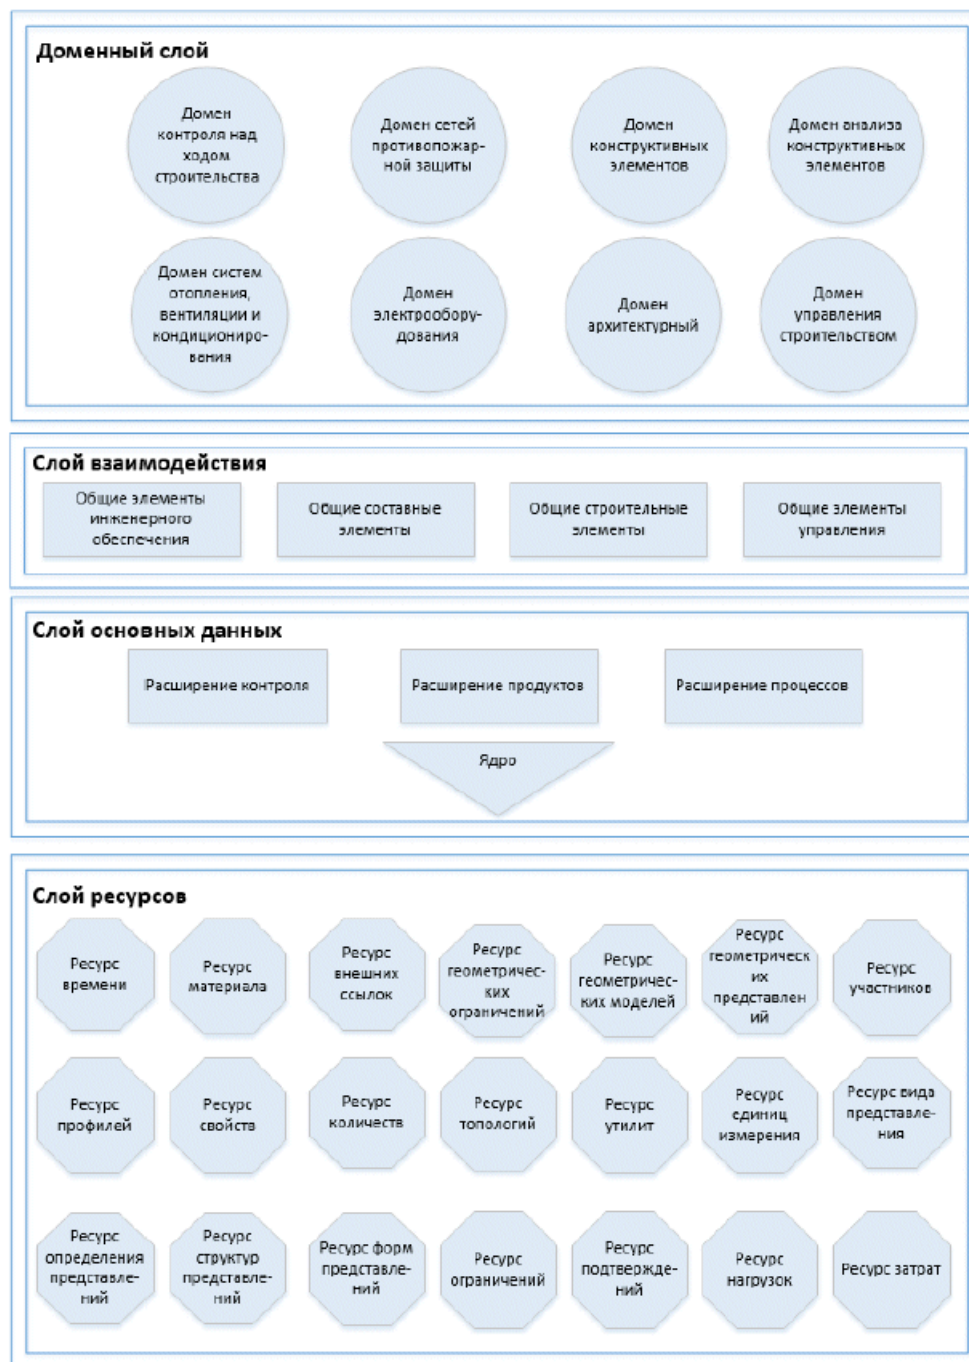 Доменный слой
Домен
контроля над
ходом
строительства
Домен сетей
противопожар-
ной защиты
Домен
конструктивных
элементов
Домен анализа
конструктивных
элементов
Домен систем
отопления,
вентиляции и
кондициониро-
вания
Домен
электрообору-
дования
Домен
архитектурный
Домен
управления
строительством
Слой взаимодействия
Общие элементы
инженерного
обеспечения
Общие составные
элементы
Общие строительные
элементы
Общие элементы
управления
Слой основных данных
Расширение контроля
Расширение продуктов
Расширение процессов
Ядро
Слой ресурсов
Ресурс
времени
Ресурс
материала
Ресурс
внешних
ссылок
Ресурс
геометричес-
ких
ограничений
Ресурс
геометричес-
ких моделей
Ресурс
геометрическ
их
представлен
ий
Ресурс
участников
Ресурс
профилей
Ресурс
свойств
Ресурс
количеств
Ресурс
топологий
Ресурс
утилит
Ресурс
единиц
измерения
Ресурс вида
представле-
ния
Ресурс
определения
представле-
ний
Ресурс
структур
представле-
ний
Ресурс форм
представле-
ний
Ресурс
ограничений
Ресурс
подтвержде-
ний
Ресурс
нагрузок
Ресурс затрат